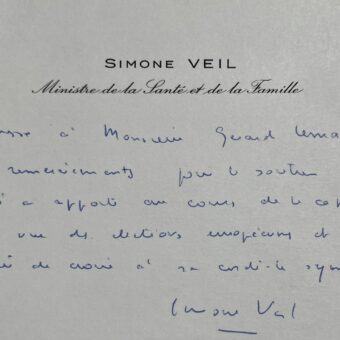 SIMONE VEIL
Ministre de la Santé et de la Famille
à Monsieur Gérard
remerciements pour le soutien
a apporté au cours de la
vue des élections européennes et
de croire à sa cordiale
Simone Veil